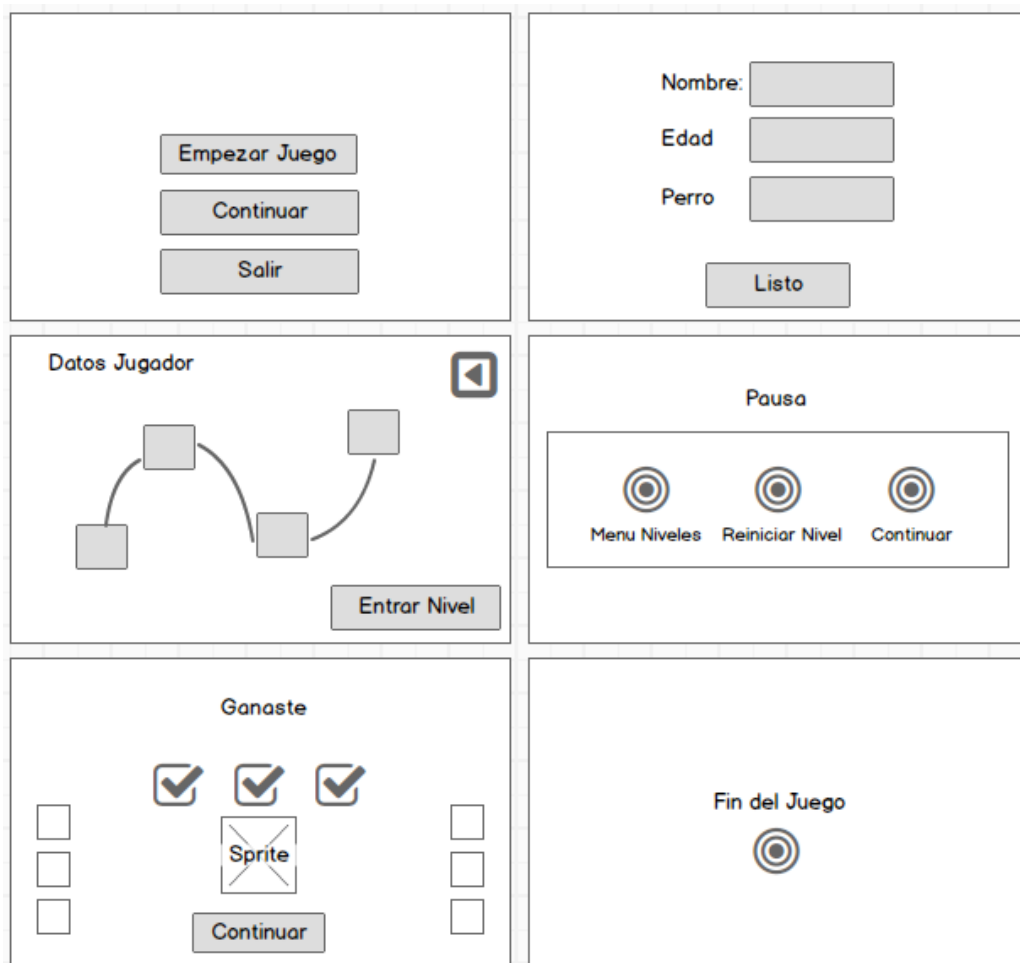 Empezar Juego
Continuar
Salir
Nombre:
Edad
Perro
Listo
Datos Jugador
Entrar Nivel
Pausa
Menu Niveles Reiniciar Nivel Continuar
Ganaste
Sprite
Continuar
Fin del Juego